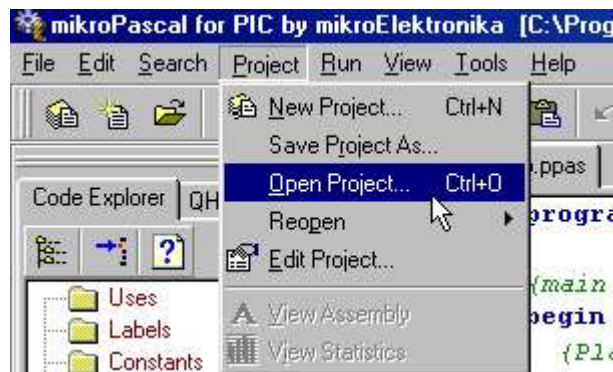 mikroPascal for PIC by mikroElektronika [C:\Prog
File Edit Search Project Run View Tools Help
New Project... Ctrl+N
Save Project As...
Open Project... Ctrl+O
.ppas
Code Explorer QH
Reopen
progra
Edit Project...
{main
Uses
View Assembly
begin
Labels
View Statistics
{Pla
Constants